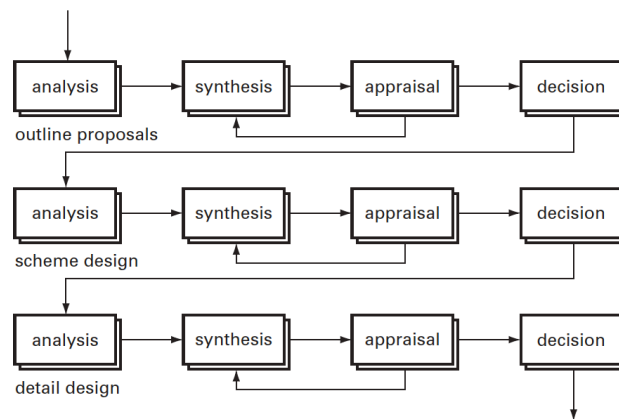 analysis synthesis appraisal decision
outline proposals
analysis synthesis appraisal decision
scheme design
analysis synthesis appraisal decision
detail design